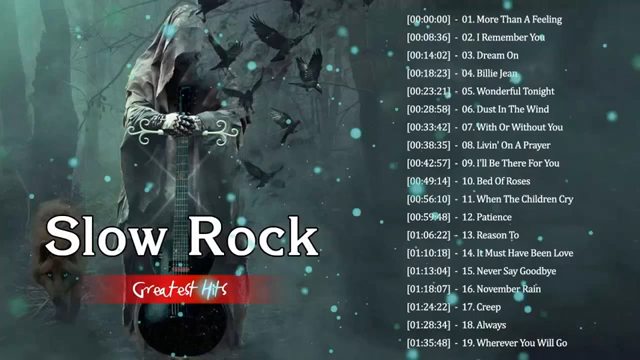 Slow Rock
Greatest Hits
[00:00:00] - 01. More Than A Feeling
[00:08:36] - 02. I Remember You
[00:14:02] - 03. Dream On
[00:18:23] - 04. Billie Jean
[00:23:21] - 05. Wonderful Tonight
[00:28:58] - 06. Dust In The Wind
[00:33:42] - 07. With Or Without You
[00:38:35] - 08. Livin' On A Prayer
[00:42:57] - 09. I'll Be There For You
[00:49:14] - 10. Bed Of Roses
[00:56:10] - 11. When The Children Cry
[00:59:48] - 12. Patience
[01:06:22] - 13. Reason To
[01:10:18] - 14. It Must Have Been Love
[01:13:04] - 15. Never Say Goodbye
[01:18:07] - 16. November Rain
[01:24:22] - 17. Creep
[01:28:34] - 18. Always
[01:35:48] - 19. Wherever You Will Go